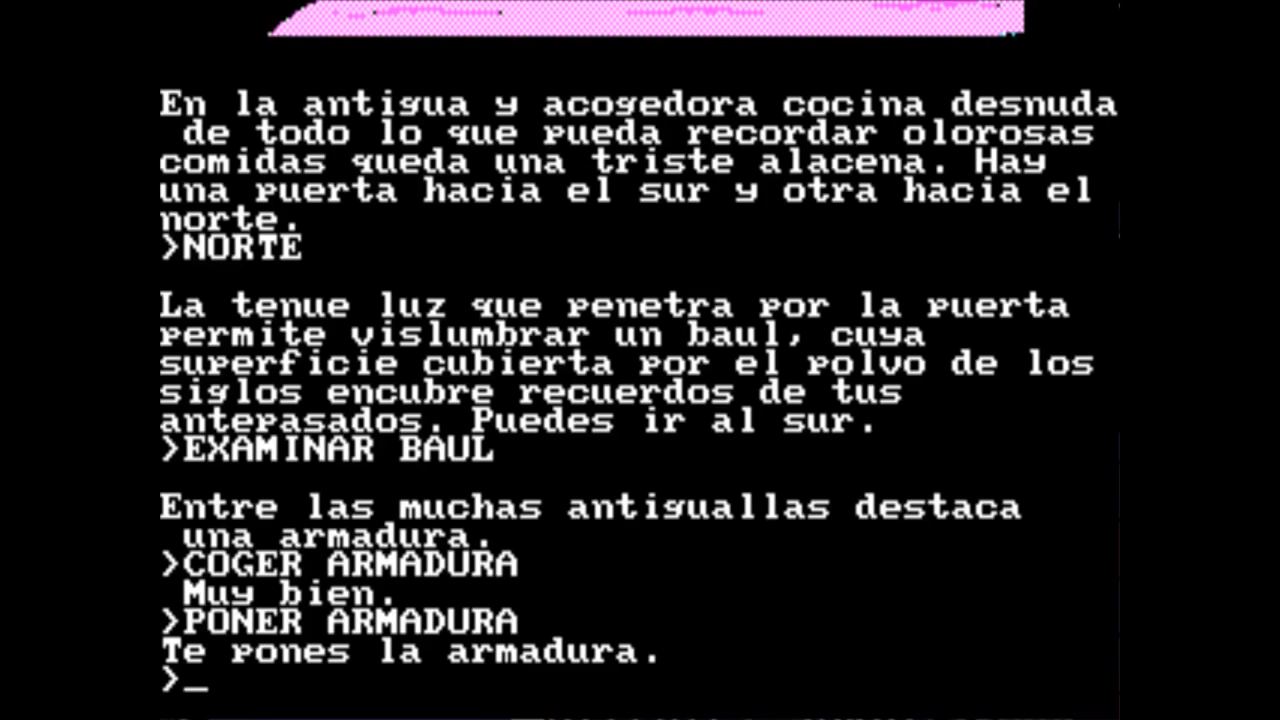 En la antigua y acogedora cocina desnuda
de todo lo que pueda recordar olorosas
comidas queda una triste alacena. Hay
una puerta hacia el sur y otra hacia el
norte.
>NORTE
La tenue luz que penetra por la puerta
permite vislumbrar un baul, cuya
superficie cubierta por el polvo de los
siglos encubre recuerdos de tus
antepasados. Puedes ir al sur.
>EXAMINAR BAUL
Entre las muchas antiguallas destaca
una armadura.
>COGER ARMADURA
Muy bien.
>PONER ARMADURA
Te pones la armadura.
>_